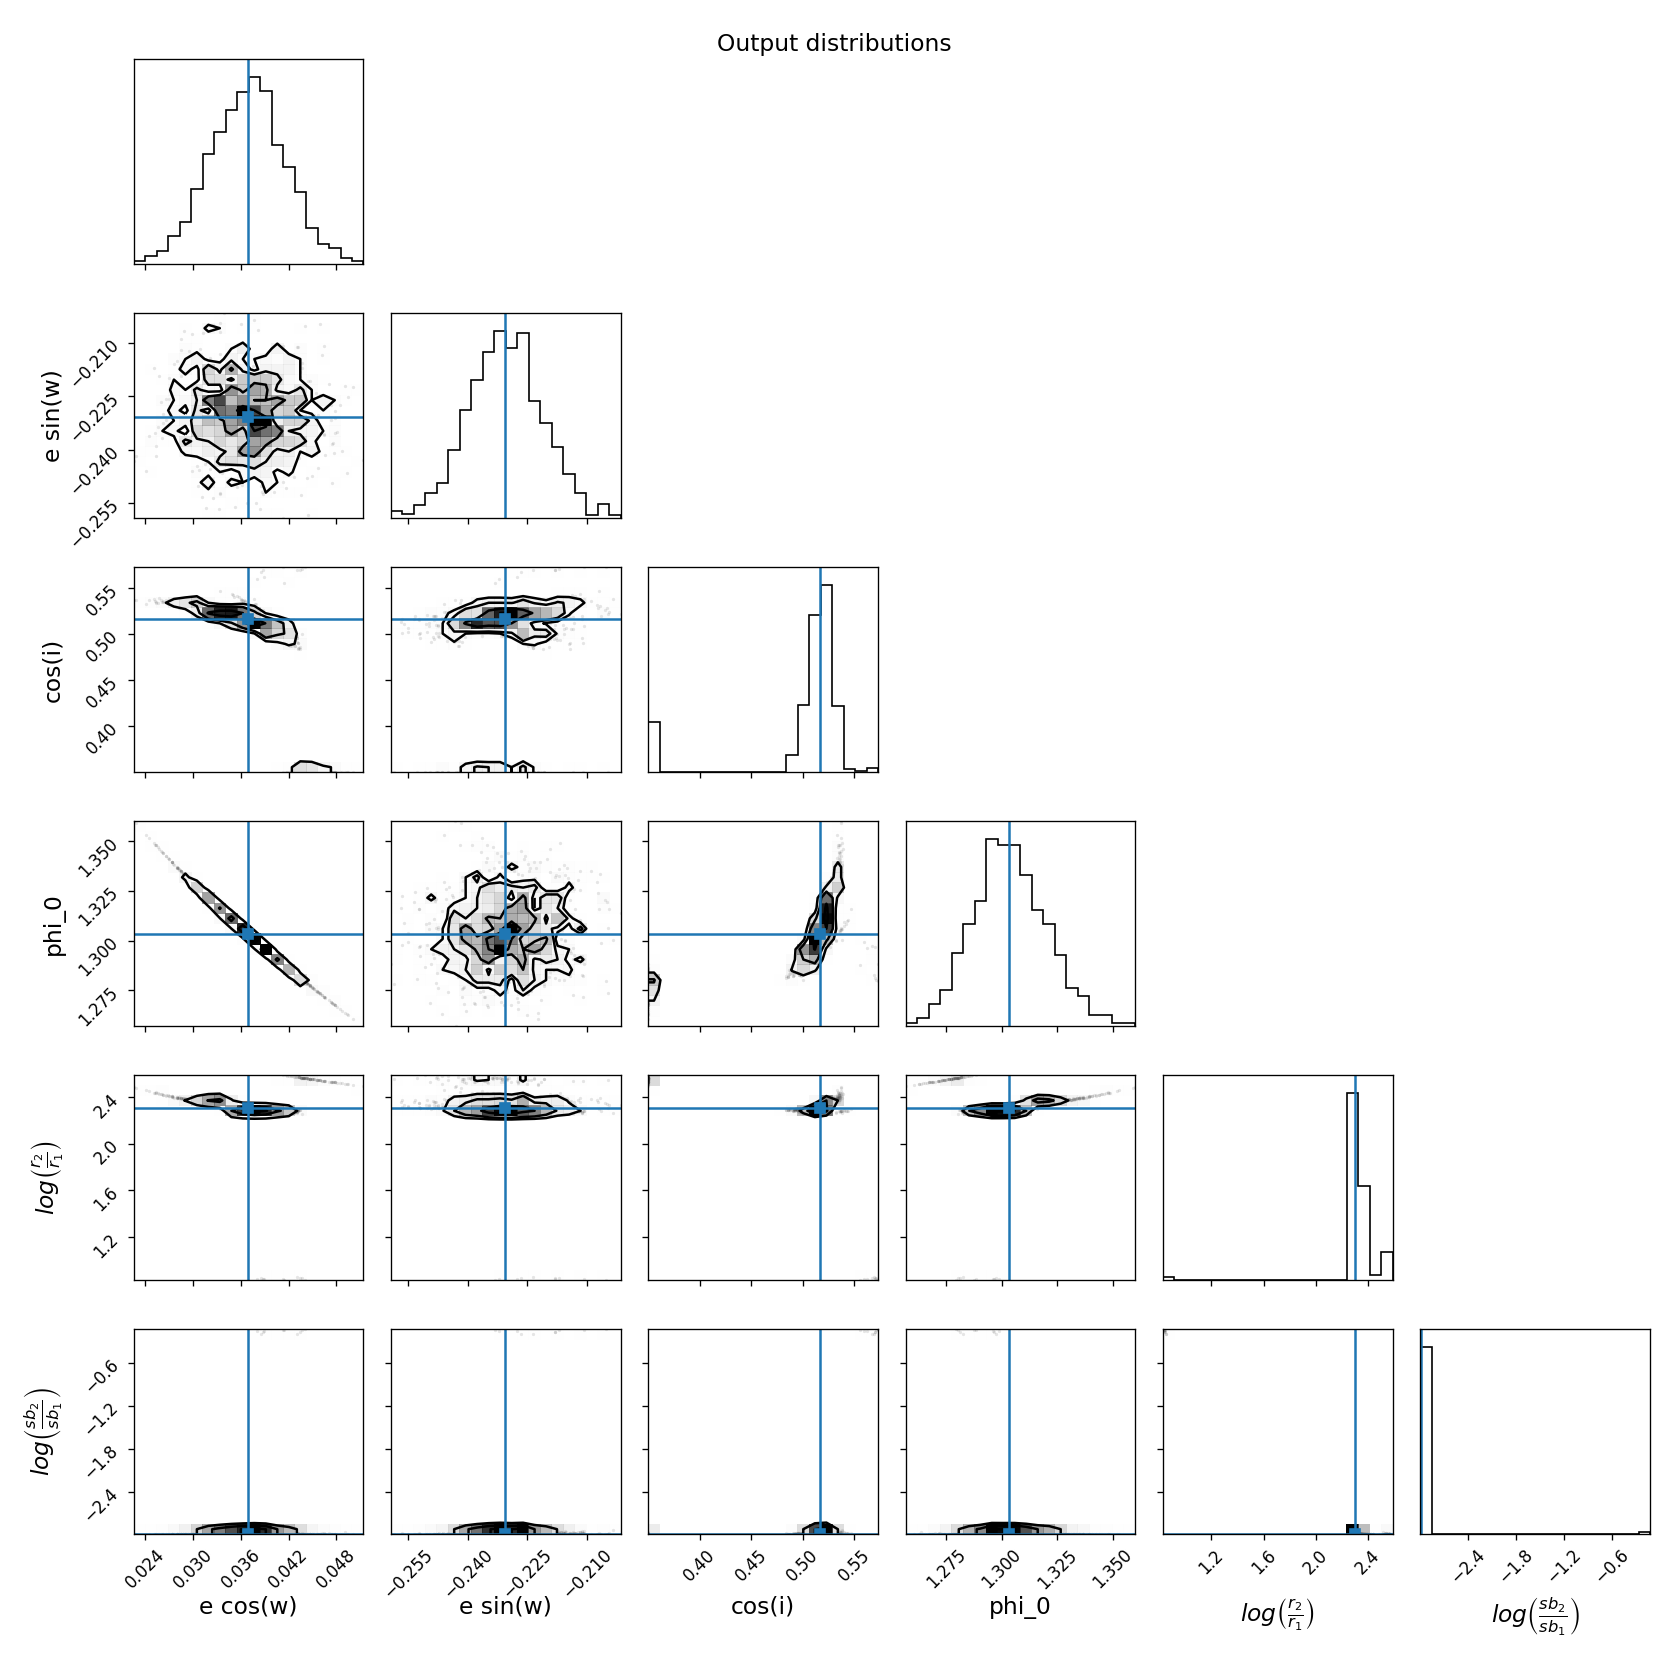 Output distributions
e sin(w)
−0.210
−0.225
−0.240
−0.255
cos(i)
0.55
0.50
0.45
0.40
phi_0
1.350
1.325
1.300
1.275
log(r₂/r₁)
2.4
2.0
1.6
1.2
log(sb₂/sb₁)
−0.6
−1.2
−1.8
−2.4
0.024 0.030 0.036 0.042 0.048
−0.255 −0.240 −0.225 −0.210
0.40 0.45 0.50 0.55
1.275 1.300 1.325 1.350
1.2 1.6 2.0 2.4
−2.4 −1.8 −1.2 −0.6
e cos(w) e sin(w) cos(i) phi_0 log(r₂/r₁) log(sb₂/sb₁)